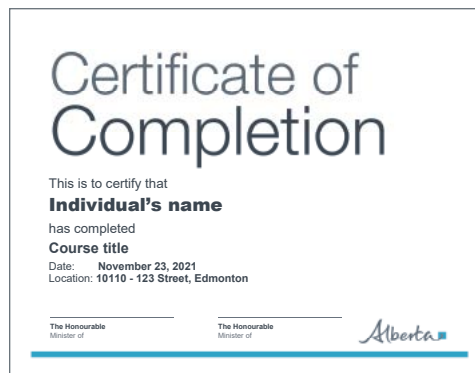 Certificate of
Completion
This is to certify that
Individual's name
has completed
Course title
Date: November 23, 2021
Location: 10110 - 123 Street, Edmonton
The Honourable
Minister of
The Honourable
Minister of
Alberta